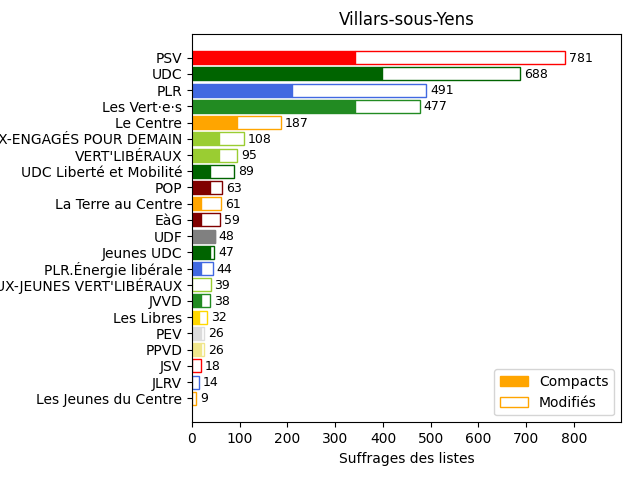 Villars-sous-Yens
PSV 781
UDC 688
PLR 491
Les Vert·e·s 477
Le Centre 187
X-ENGAGÉS POUR DEMAIN 108
VERT'LIBÉRAUX 95
UDC Liberté et Mobilité 89
POP 63
La Terre au Centre 61
EàG 59
UDF 48
Jeunes UDC 47
PLR.Énergie libérale 44
UX-JEUNES VERT'LIBÉRAUX 39
JVVD 38
Les Libres 32
PEV 26
PPVD 26
JSV 18
JLRV 14
Les Jeunes du Centre 9
Compacts
Modifiés
0 100 200 300 400 500 600 700 800
Suffrages des listes